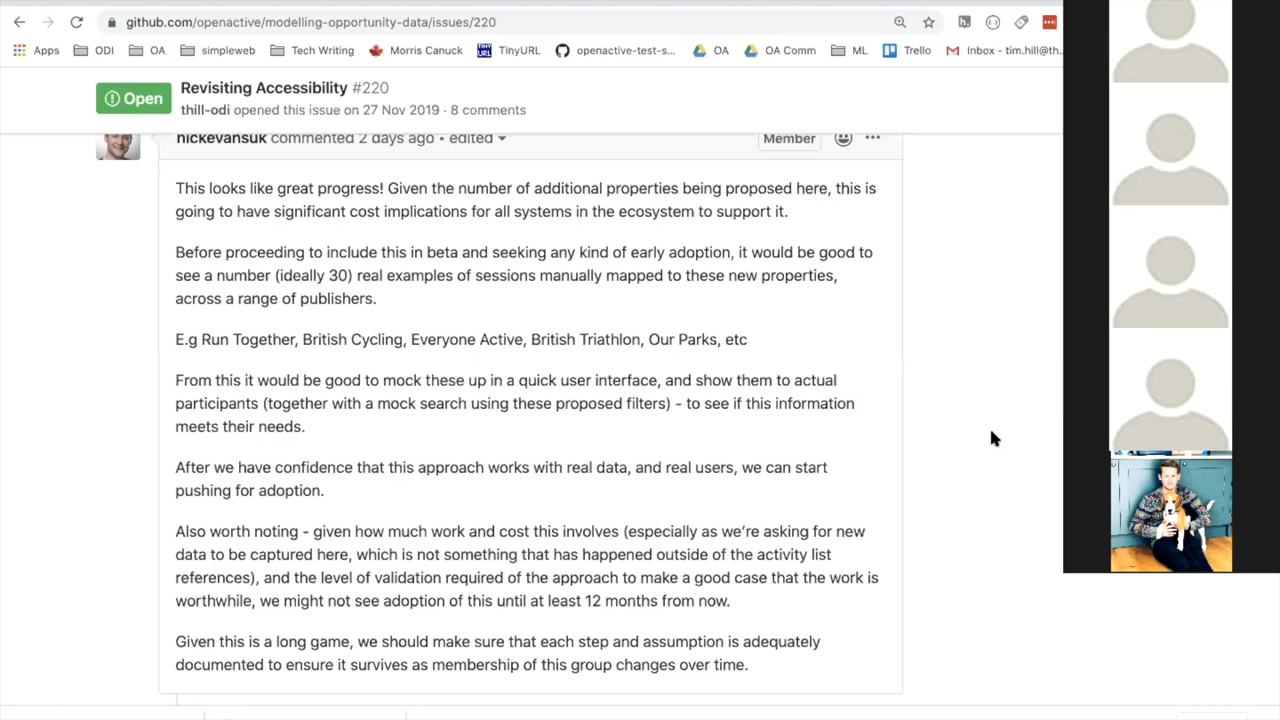 github.com/openactive/modelling-opportunity-data/issues/220
Apps ODI OA simpleweb Tech Writing Morris Canuck TINY URL TinyURL openactive-test-s... OA OA Comm ML Trello Inbox - tim.hill@th...
Open
Revisiting Accessibility #220
thill-odi opened this issue on 27 Nov 2019 · 8 comments
nickevansuk commented 2 days ago • edited
Member
This looks like great progress! Given the number of additional properties being proposed here, this is
going to have significant cost implications for all systems in the ecosystem to support it.
Before proceeding to include this in beta and seeking any kind of early adoption, it would be good to
see a number (ideally 30) real examples of sessions manually mapped to these new properties,
across a range of publishers.
E.g Run Together, British Cycling, Everyone Active, British Triathlon, Our Parks, etc
From this it would be good to mock these up in a quick user interface, and show them to actual
participants (together with a mock search using these proposed filters) - to see if this information
meets their needs.
After we have confidence that this approach works with real data, and real users, we can start
pushing for adoption.
Also worth noting - given how much work and cost this involves (especially as we're asking for new
data to be captured here, which is not something that has happened outside of the activity list
references), and the level of validation required of the approach to make a good case that the work is
worthwhile, we might not see adoption of this until at least 12 months from now.
Given this is a long game, we should make sure that each step and assumption is adequately
documented to ensure it survives as membership of this group changes over time.